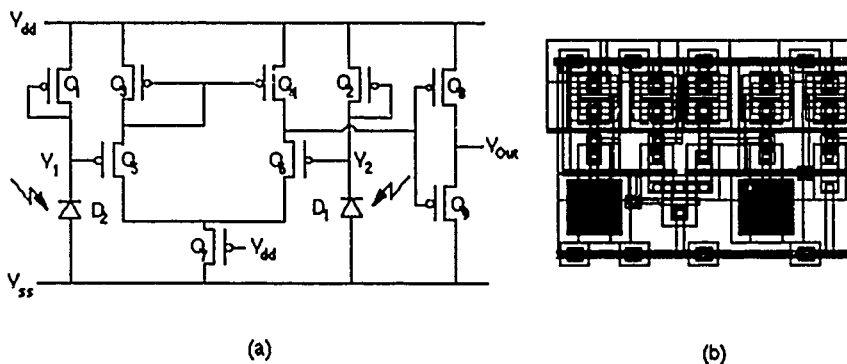 Vdd
Q1 Q3 Q4 Q2 Q8
V1 Q5 Q6 V2 VOut
D2 D1 Q9
Q7 Vdd
Vss
(a) (b)